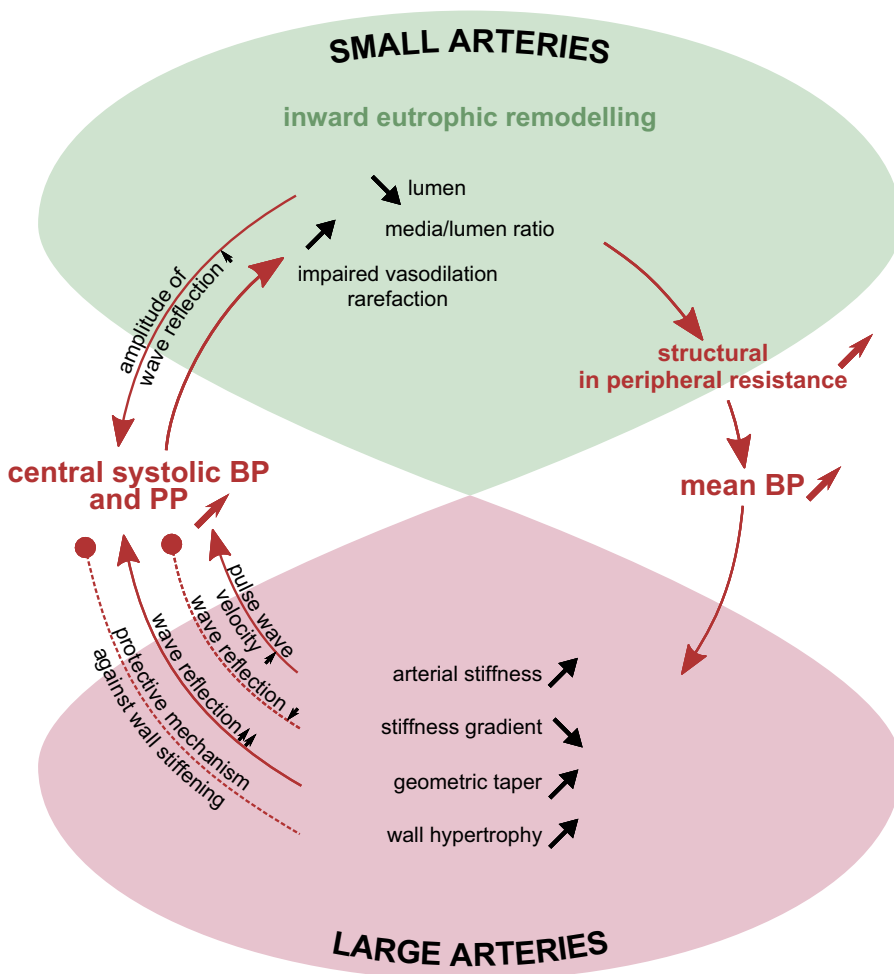 SMALL ARTERIES
inward eutrophic remodelling
lumen
media/lumen ratio
impaired vasodilation
rarefaction
amplitude of
wave reflection
structural
in peripheral resistance
central systolic BP
and PP
mean BP
pulse wave
velocity
wave reflection
wave reflection
protective mechanism
against wall stiffening
arterial stiffness
stiffness gradient
geometric taper
wall hypertrophy
LARGE ARTERIES